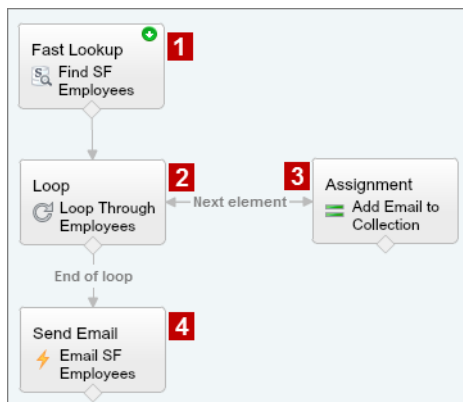 Fast Lookup
Find SF
Employees
1
Loop
Loop Through
Employees
2
Next element
3
Assignment
Add Email to
Collection
End of loop
Send Email
Email SF
Employees
4